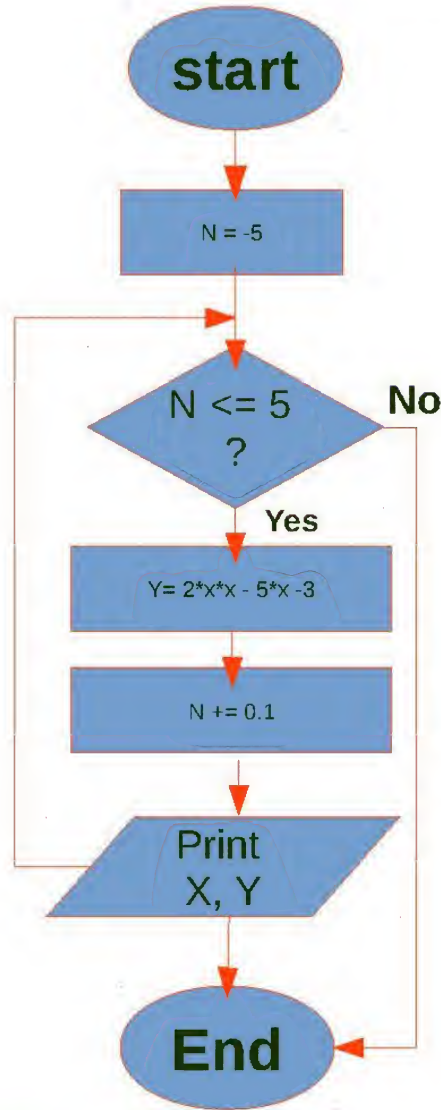 start
N = -5
N <= 5
?
No
Yes
Y= 2*x*x - 5*x -3
N += 0.1
Print
X, Y
End